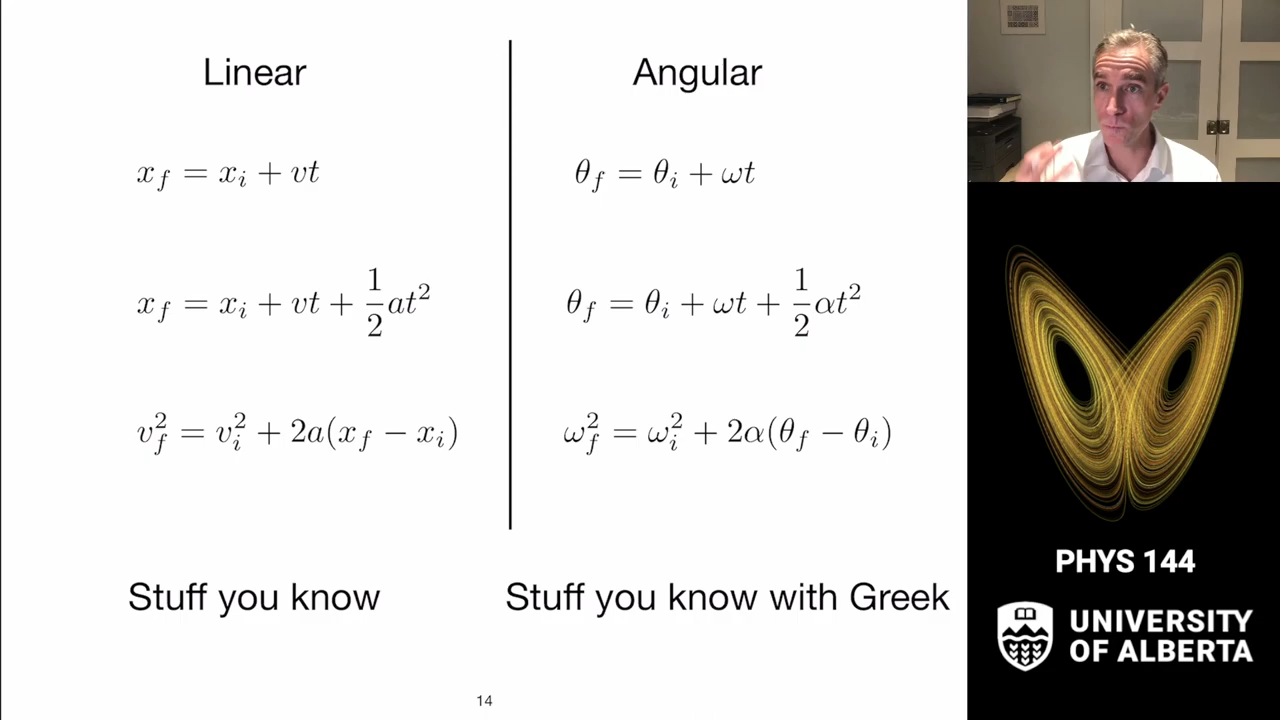 Linear
Angular
x_f = x_i + vt
θ_f = θ_i + ωt
x_f = x_i + vt + \frac{1}{2}at^2
θ_f = θ_i + ωt + \frac{1}{2}αt^2
v_f^2 = v_i^2 + 2a(x_f − x_i)
ω_f^2 = ω_i^2 + 2α(θ_f − θ_i)
Stuff you know
Stuff you know with Greek
14
PHYS 144
UNIVERSITY
OF ALBERTA